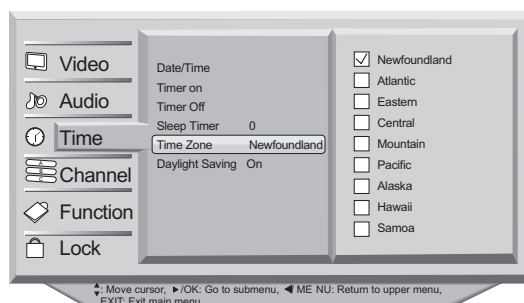 Video
Audio
Time
Channel
Function
Lock
Date/Time
Timer on
Timer Off
Sleep Timer 0
Time Zone Newfoundland
Daylight Saving On
Newfoundland
Atlantic
Eastern
Central
Mountain
Pacific
Alaska
Hawaii
Samoa
: Move cursor, ►/OK: Go to submenu, ◄ ME NU: Return to upper menu,
EXIT: Exit main menu